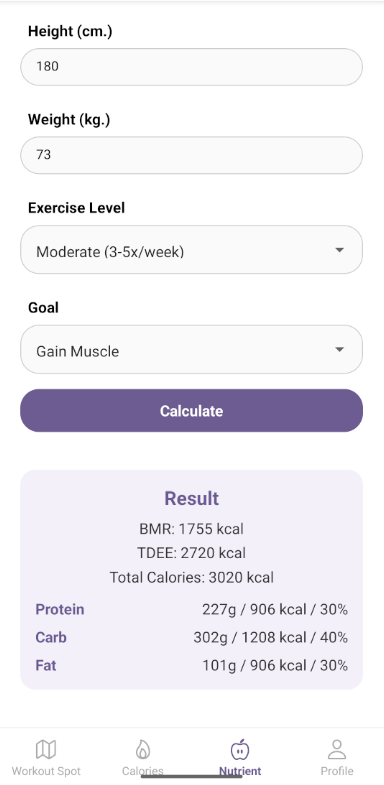 Height (cm.)
180
Weight (kg.)
73
Exercise Level
Moderate (3-5x/week)
Goal
Gain Muscle
Calculate
Result
BMR: 1755 kcal
TDEE: 2720 kcal
Total Calories: 3020 kcal
Protein 227g / 906 kcal / 30%
Carb 302g / 1208 kcal / 40%
Fat 101g / 906 kcal / 30%
Workout Spot Calories Nutrient Profile